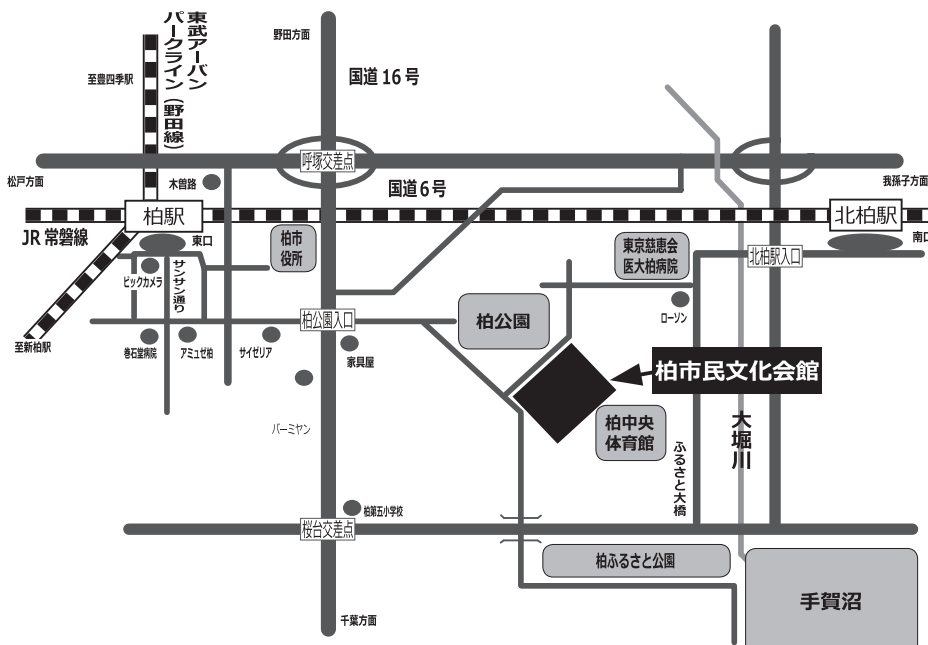 東武アーバン
パークライン(野田線)
野田方面
国道16号
至豊四季駅
呼塚交差点
松戸方面
木曽路
国道6号
我孫子方面
柏駅
北柏駅
JR 常磐線
東口
柏市
役所
東京慈恵会
医大柏病院
南口
北柏駅入口
ビックカメラ
サンサン通り
柏公園
ローソン
柏公園入口
至新柏駅
巻石堂病院
アミュゼ柏
サイゼリア
家具屋
柏市民文化会館
バーミヤン
柏中央
体育館
大堀川
ふるさと大橋
柏第五小学校
桜台交差点
柏ふるさと公園
手賀沼
千葉方面